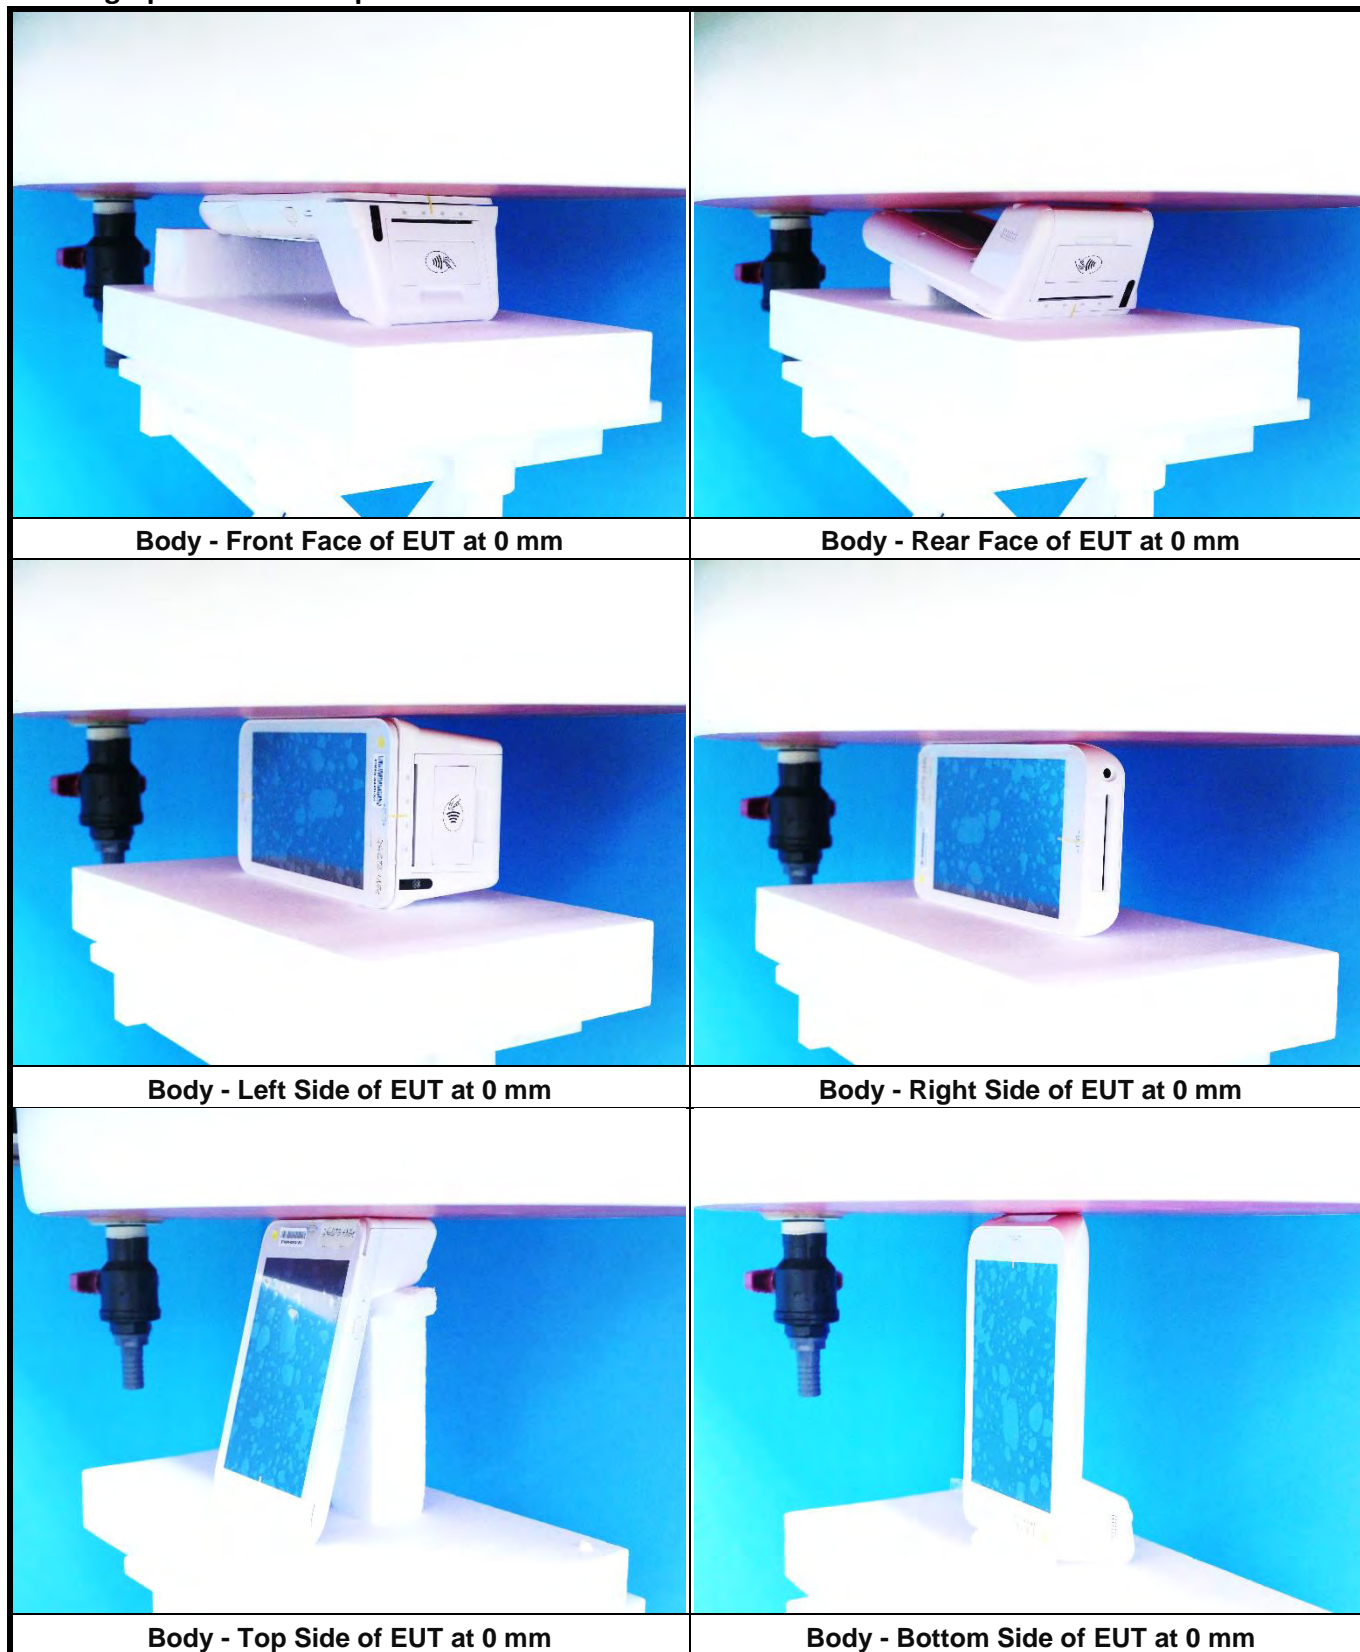 Body - Front Face of EUT at 0 mm
Body - Rear Face of EUT at 0 mm
Body - Left Side of EUT at 0 mm
Body - Right Side of EUT at 0 mm
Body - Top Side of EUT at 0 mm
Body - Bottom Side of EUT at 0 mm